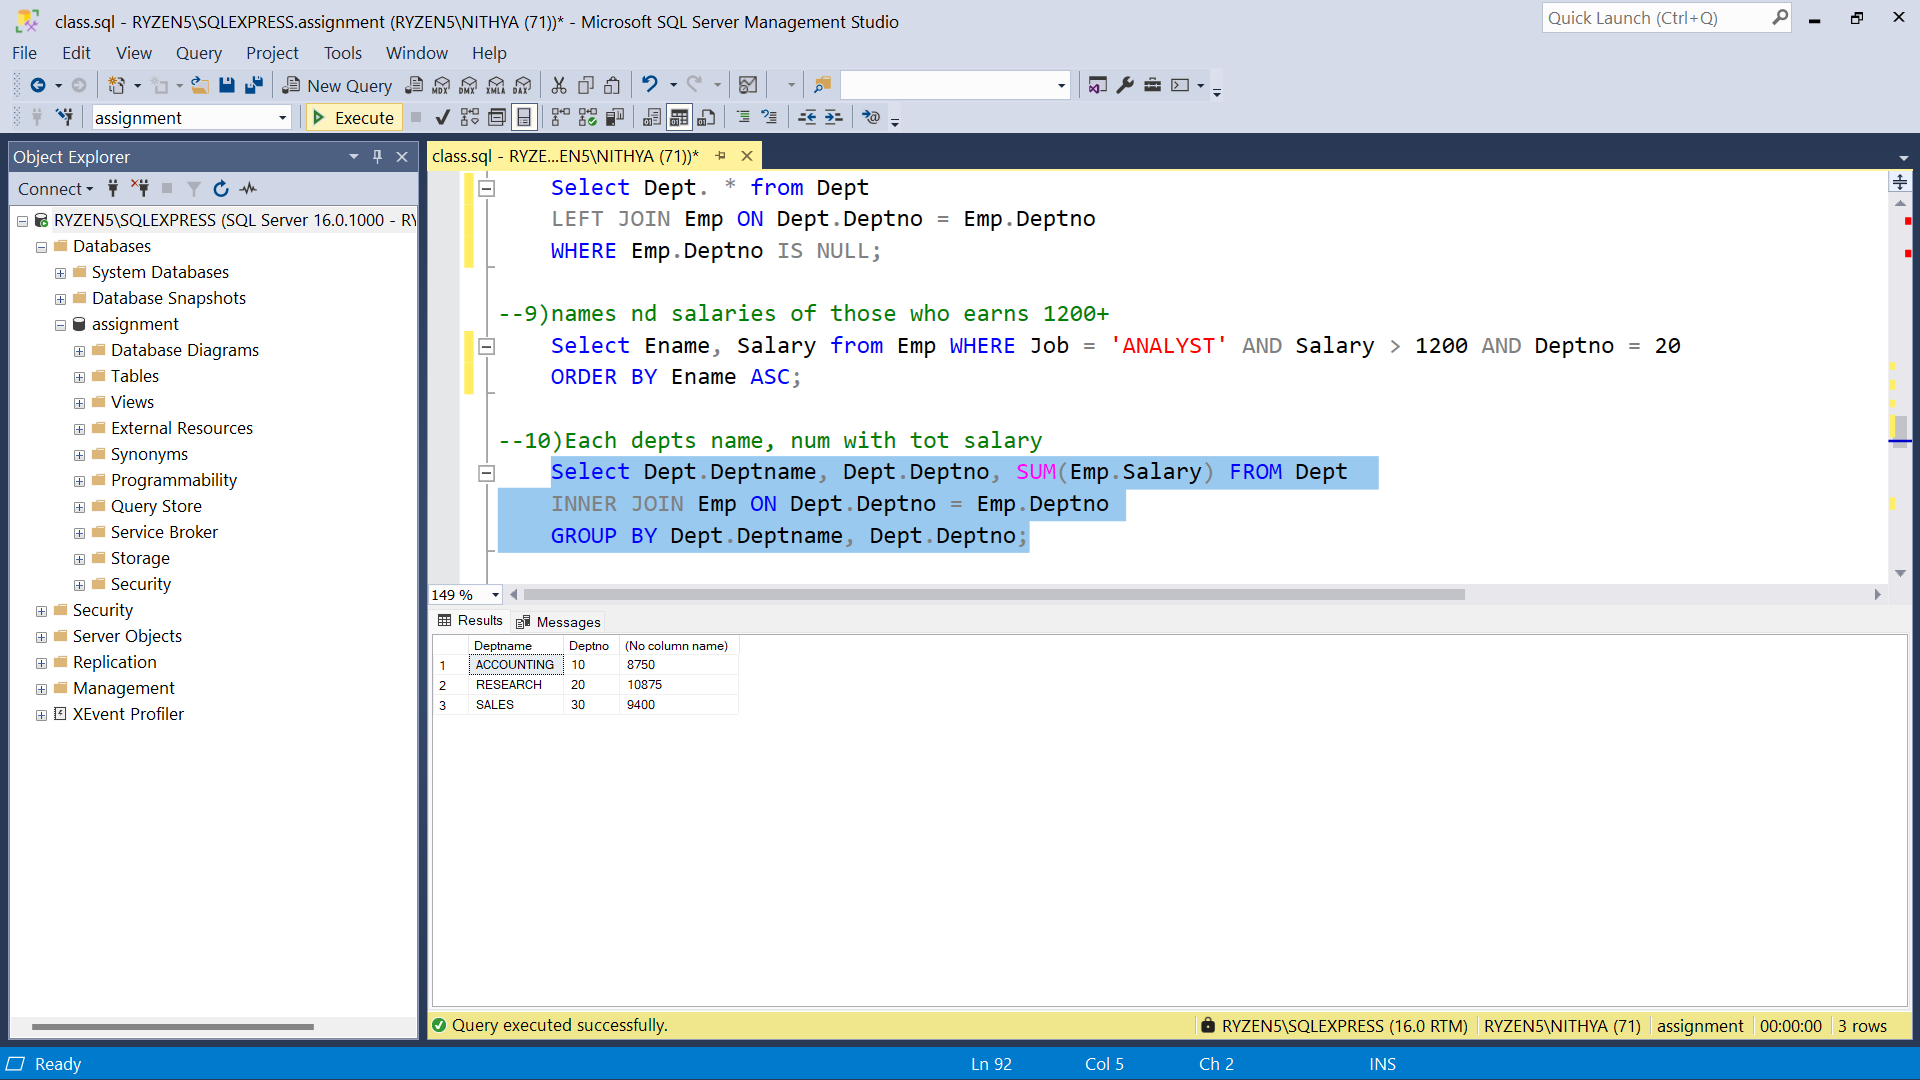 class.sql - RYZEN5\SQLEXPRESS.assignment (RYZEN5\NITHYA (71))* - Microsoft SQL Server Management Studio
Quick Launch (Ctrl+Q)
File Edit View Query Project Tools Window Help
New Query MDX DMX XMLA DAX
assignment Execute
Object Explorer
Connect
RYZEN5\SQLEXPRESS (SQL Server 16.0.1000 - RY
Databases
System Databases
Database Snapshots
assignment
Database Diagrams
Tables
Views
External Resources
Synonyms
Programmability
Query Store
Service Broker
Storage
Security
Security
Server Objects
Replication
Management
XEvent Profiler
class.sql - RYZE...EN5\NITHYA (71))*
Select Dept. * from Dept
LEFT JOIN Emp ON Dept.Deptno = Emp.Deptno
WHERE Emp.Deptno IS NULL;
--9)names nd salaries of those who earns 1200+
Select Ename, Salary from Emp WHERE Job = 'ANALYST' AND Salary > 1200 AND Deptno = 20
ORDER BY Ename ASC;
--10)Each depts name, num with tot salary
Select Dept.Deptname, Dept.Deptno, SUM(Emp.Salary) FROM Dept
INNER JOIN Emp ON Dept.Deptno = Emp.Deptno
GROUP BY Dept.Deptname, Dept.Deptno;
149 %
Results Messages
Deptname Deptno (No column name)
1 ACCOUNTING 10 8750
2 RESEARCH 20 10875
3 SALES 30 9400
Query executed successfully. RYZEN5\SQLEXPRESS (16.0 RTM) RYZEN5\NITHYA (71) assignment 00:00:00 3 rows
Ready Ln 92 Col 5 Ch 2 INS